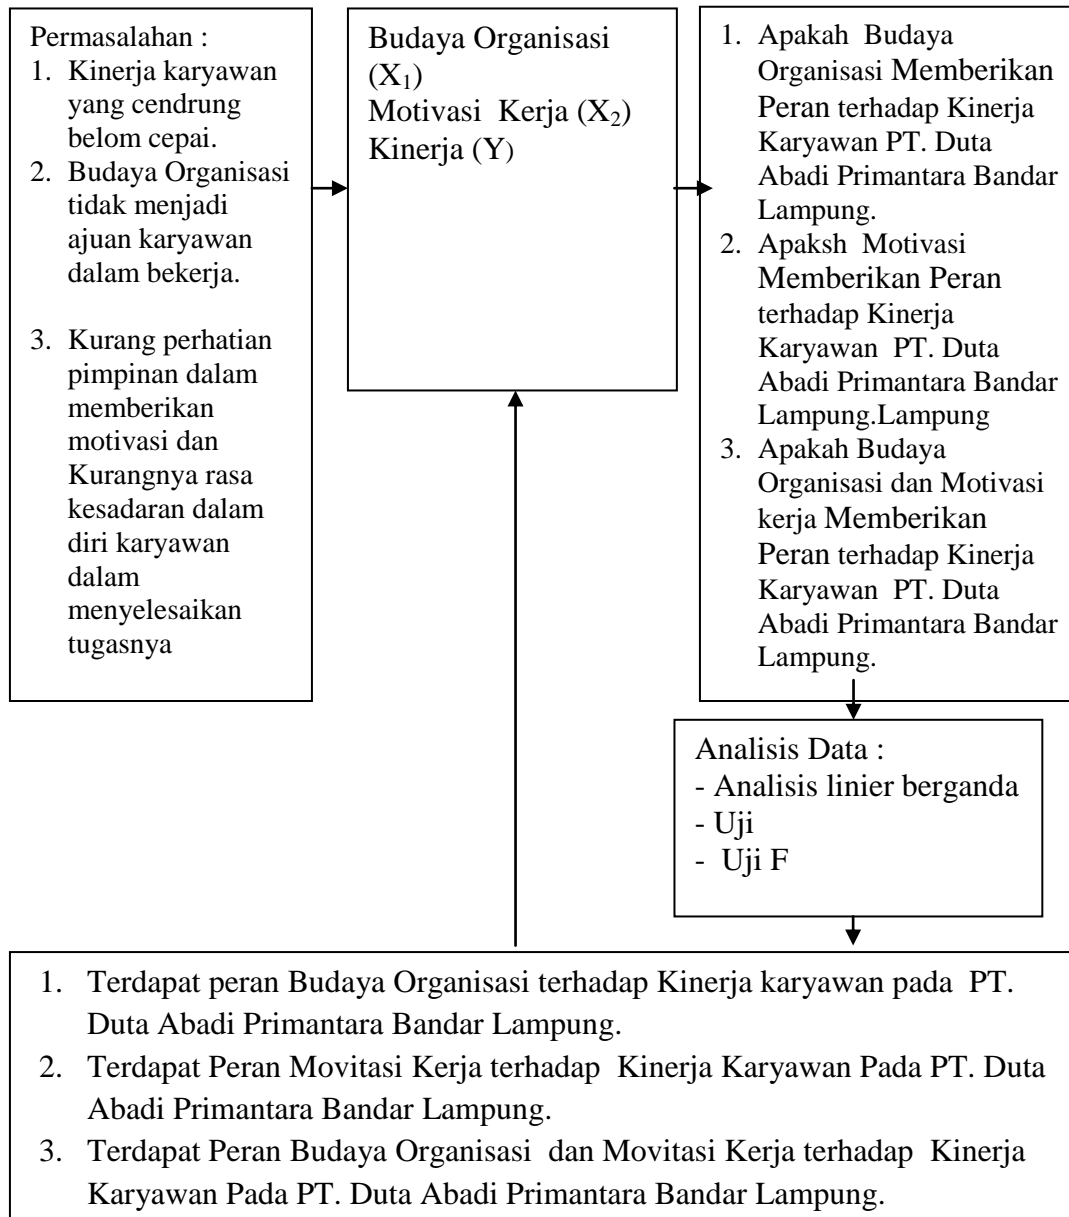 Permasalahan :
1. Kinerja karyawan
yang cendrung
belom cepai.
2. Budaya Organisasi
tidak menjadi
ajuan karyawan
dalam bekerja.
3. Kurang perhatian
pimpinan dalam
memberikan
motivasi dan
Kurangnya rasa
kesadaran dalam
diri karyawan
dalam
menyelesaikan
tugasnya
Budaya Organisasi
(X₁)
Motivasi Kerja (X₂)
Kinerja (Y)
1. Apakah Budaya
Organisasi Memberikan
Peran terhadap Kinerja
Karyawan PT. Duta
Abadi Primantara Bandar
Lampung.
2. Apaksh Motivasi
Memberikan Peran
terhadap Kinerja
Karyawan PT. Duta
Abadi Primantara Bandar
Lampung.Lampung
3. Apakah Budaya
Organisasi dan Motivasi
kerja Memberikan
Peran terhadap Kinerja
Karyawan PT. Duta
Abadi Primantara Bandar
Lampung.
Analisis Data :
- Analisis linier berganda
- Uji
- Uji F
1. Terdapat peran Budaya Organisasi terhadap Kinerja karyawan pada PT.
Duta Abadi Primantara Bandar Lampung.
2. Terdapat Peran Movitasi Kerja terhadap Kinerja Karyawan Pada PT. Duta
Abadi Primantara Bandar Lampung.
3. Terdapat Peran Budaya Organisasi dan Movitasi Kerja terhadap Kinerja
Karyawan Pada PT. Duta Abadi Primantara Bandar Lampung.